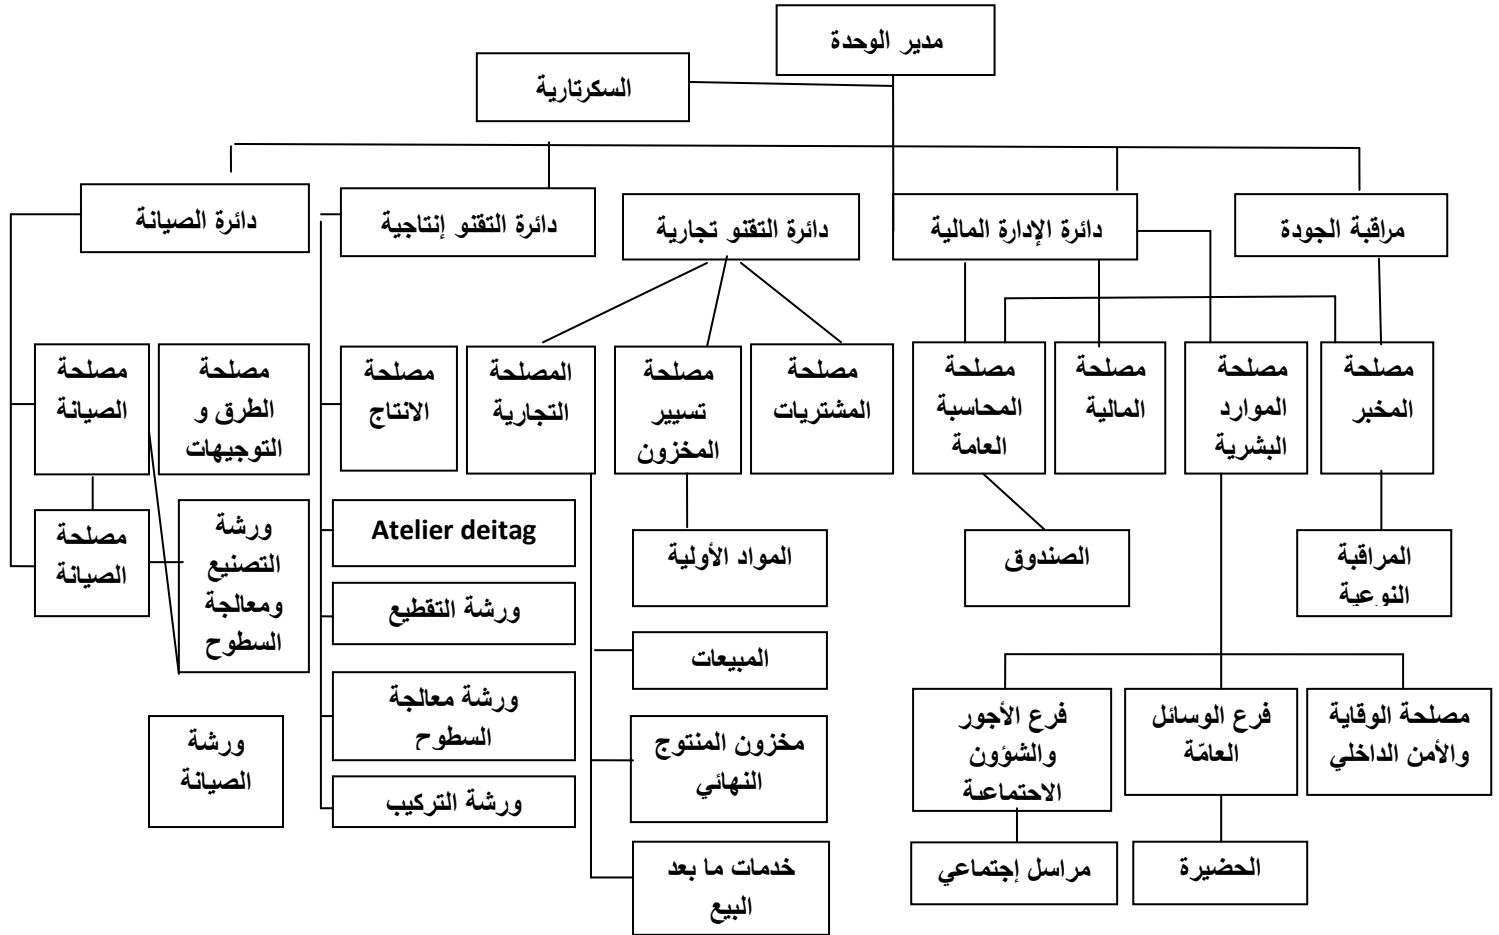 مدير الوحدة
السكرتارية
مراقبة الجودة
دائرة الإدارة المالية
دائرة التقنو تجارية
دائرة التقنو إنتاجية
دائرة الصيانة
مصلحة
المخبر
مصلحة
الموارد
البشرية
مصلحة
المالية
مصلحة
المحاسبة
العامة
مصلحة
المشتريات
مصلحة
تسيير
المخزون
المصلحة
التجارية
مصلحة
الانتاج
مصلحة
الطرق و
التوجيهات
مصلحة
الصيانة
المراقبة
النوعية
الصندوق
المواد الأولية
Atelier deitag
ورشة
التصنيع
ومعالجة
السطوح
مصلحة
الصيانة
ورشة التقطيع
المبيعات
مصلحة الوقاية
والأمن الداخلي
فرع الوسائل
العامّة
فرع الأجور
والشؤون
الاجتماعية
مخزون المنتوج
النهائي
ورشة معالجة
السطوح
ورشة
الصيانة
ورشة التركيب
الحضيرة
مراسل إجتماعي
خدمات ما بعد
البيع